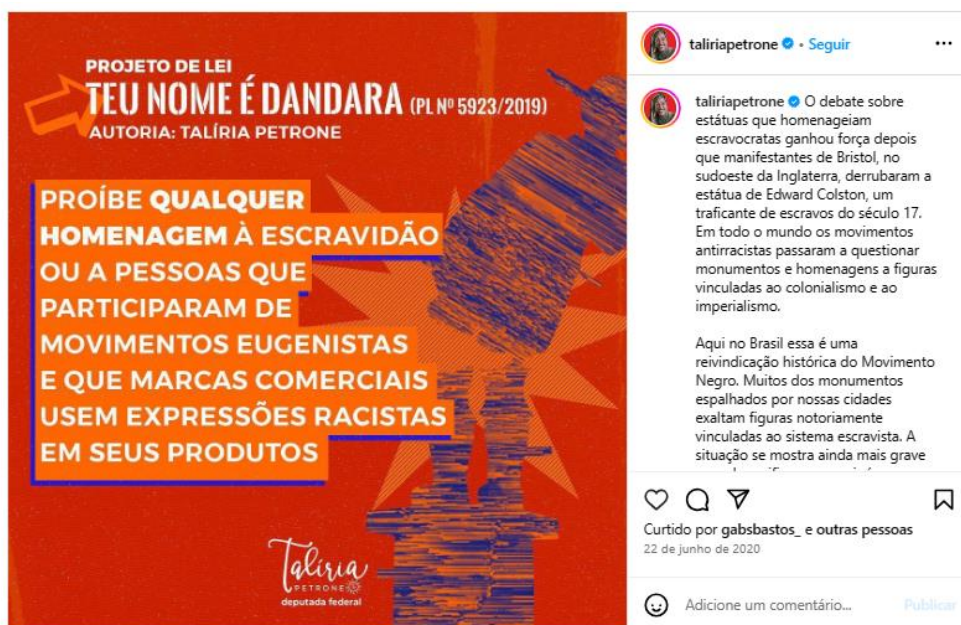 PROJETO DE LEI
TEU NOME É DANDARA (PL Nº 5923/2019)
AUTORIA: TALÍRIA PETRONE
PROÍBE QUALQUER
HOMENAGEM À ESCRAVIDÃO
OU A PESSOAS QUE
PARTICIPARAM DE
MOVIMENTOS EUGENISTAS
E QUE MARCAS COMERCIAIS
USEM EXPRESSÕES RACISTAS
EM SEUS PRODUTOS
Talíria
PETRONE
deputada federal
taliriapetrone • Seguir
taliriapetrone O debate sobre
estátuas que homenageiam
escravocratas ganhou força depois
que manifestantes de Bristol, no
sudoeste da Inglaterra, derrubaram a
estátua de Edward Colston, um
traficante de escravos do século 17.
Em todo o mundo os movimentos
antirracistas passaram a questionar
monumentos e homenagens a figuras
vinculadas ao colonialismo e ao
imperialismo.
Aqui no Brasil essa é uma
reivindicação histórica do Movimento
Negro. Muitos dos monumentos
espalhados por nossas cidades
exaltam figuras notoriamente
vinculadas ao sistema escravista. A
situação se mostra ainda mais grave
Curtido por gabsbastos_ e outras pessoas
22 de junho de 2020
Adicione um comentário...
Publicar